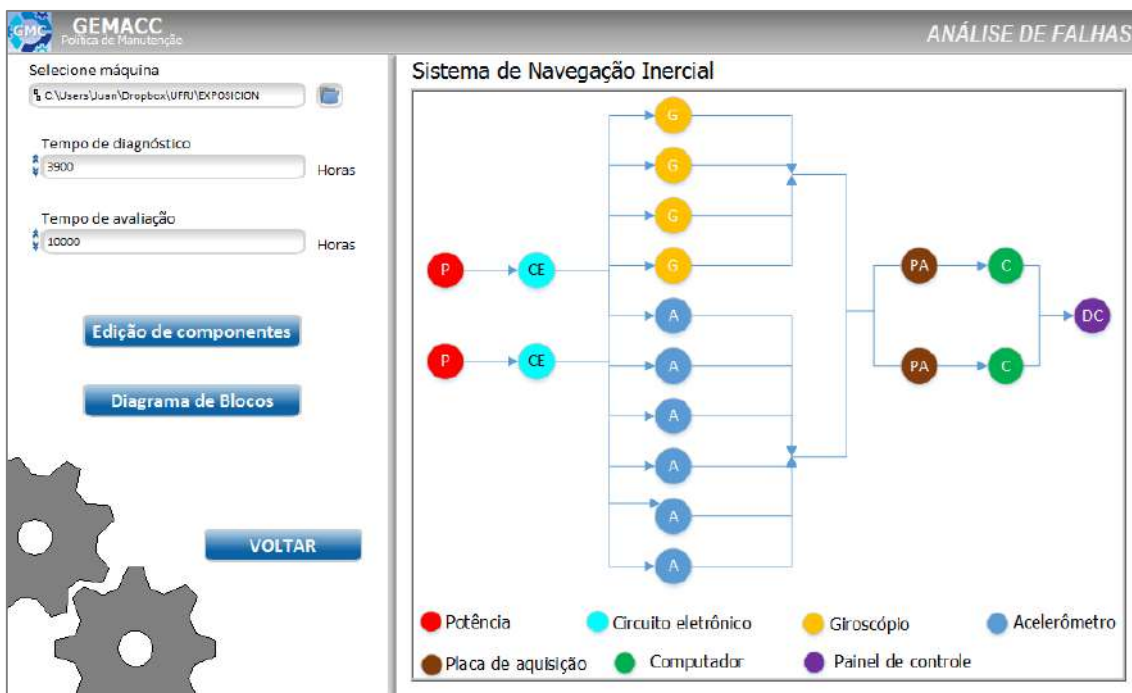 GMC
GEMACC
Política de Manutenção
ANÁLISE DE FALHAS
Selecione máquina
C:\Users\Juan\Dropbox\UFRJ\EXPOSICION
Tempo de diagnóstico
3900
Horas
Tempo de avaliação
10000
Horas
Edição de componentes
Diagrama de Blocos
VOLTAR
Sistema de Navegação Inercial
G
G
G
P CE G PA C
A
DC
P CE A PA C
A
A
A
A
Potência Circuito eletrônico Giroscópio Acelerômetro
Placa de aquisição Computador Painel de controle